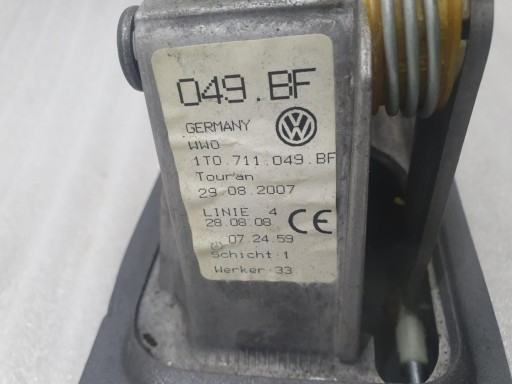 049.BF
GERMANY
WWO
1T0.711.049.BF
Touran
29.08.2007
LINIE 4
28.08.08 CE
07.24.59
Schicht:1
Werker:33